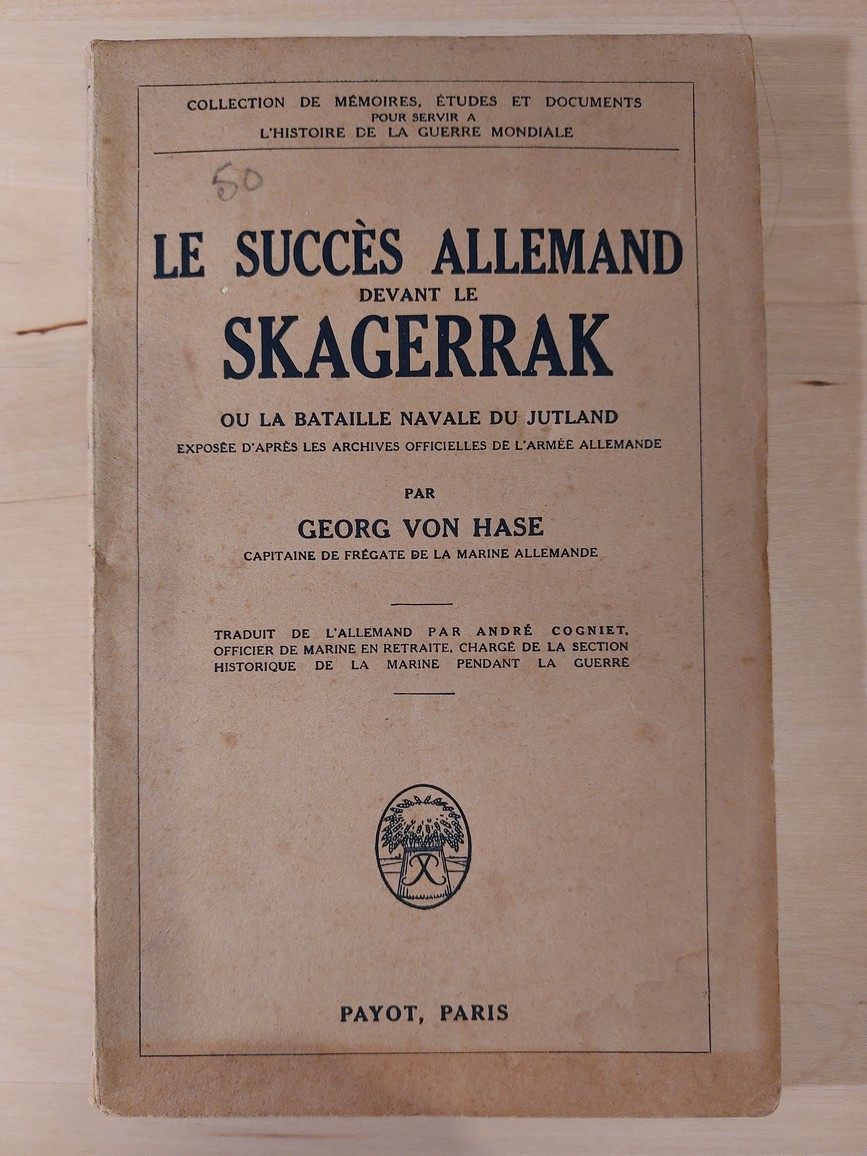 COLLECTION DE MÉMOIRES, ÉTUDES ET DOCUMENTS
POUR SERVIR A
L'HISTOIRE DE LA GUERRE MONDIALE
50
LE SUCCÈS ALLEMAND
DEVANT LE
SKAGERRAK
OU LA BATAILLE NAVALE DU JUTLAND
EXPOSÉE D'APRÈS LES ARCHIVES OFFICIELLES DE L'ARMÉE ALLEMANDE
PAR
GEORG VON HASE
CAPITAINE DE FRÉGATE DE LA MARINE ALLEMANDE
TRADUIT DE L'ALLEMAND PAR ANDRÉ COGNIET,
OFFICIER DE MARINE EN RETRAITE, CHARGÉ DE LA SECTION
HISTORIQUE DE LA MARINE PENDANT LA GUERRE
PAYOT, PARIS